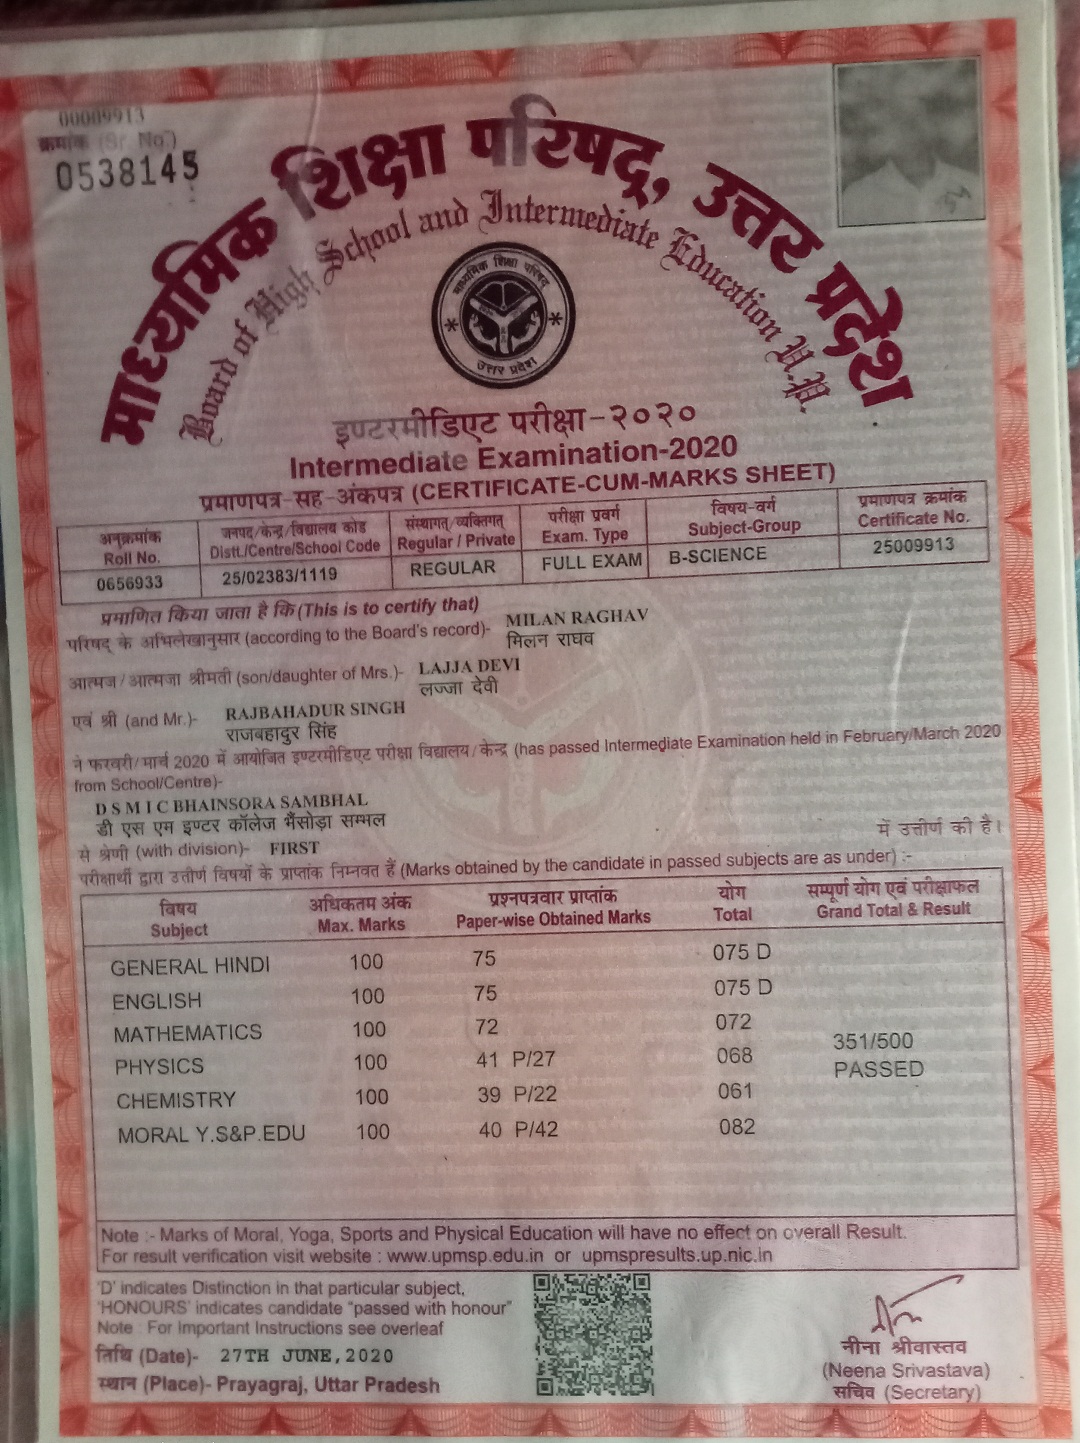 00009913
क्रमांक (Sr. No.)
0538145
माध्यमिक शिक्षा परिषद्, उत्तर प्रदेश
Board of High School and Intermediate Education U.P.
माध्यमिक शिक्षा परिषद
उत्तर प्रदेश
इण्टरमीडिएट परीक्षा-२०२०
Intermediate Examination-2020
प्रमाणपत्र-सह-अंकपत्र (CERTIFICATE-CUM-MARKS SHEET)
अनुक्रमांक जनपद/केन्द्र/विद्यालय कोड संस्थागत/व्यक्तिगत् परीक्षा प्रवर्ग विषय-वर्ग प्रमाणपत्र क्रमांक
Roll No. Distt./Centre/School Code Regular / Private Exam. Type Subject-Group Certificate No.
0656933 25/02383/1119 REGULAR FULL EXAM B-SCIENCE 25009913
प्रमाणित किया जाता है कि (This is to certify that)
परिषद् के अभिलेखानुसार (according to the Board's record)- MILAN RAGHAV
मिलन राघव
आत्मज/आत्मजा श्रीमती (son/daughter of Mrs.)- LAJJA DEVI
लज्जा देवी
एवं श्री (and Mr.)- RAJBAHADUR SINGH
राजबहादुर सिंह
ने फरवरी/मार्च 2020 में आयोजित इण्टरमीडिएट परीक्षा विद्यालय/केन्द्र (has passed Intermediate Examination held in February/March 2020
from School/Centre)-
D S M I C BHAINSORA SAMBHAL
डी एस एम इण्टर कॉलेज भैंसोड़ा सम्भल
से श्रेणी (with division)- FIRST में उत्तीर्ण की है।
परीक्षार्थी द्वारा उत्तीर्ण विषयों के प्राप्तांक निम्नवत हैं (Marks obtained by the candidate in passed subjects are as under) :-
विषय अधिकतम अंक प्रश्नपत्रवार प्राप्तांक योग सम्पूर्ण योग एवं परीक्षाफल
Subject Max. Marks Paper-wise Obtained Marks Total Grand Total & Result
GENERAL HINDI 100 75 075 D
ENGLISH 100 75 075 D
MATHEMATICS 100 72 072
351/500
PHYSICS 100 41 P/27 068
PASSED
CHEMISTRY 100 39 P/22 061
MORAL Y.S&P.EDU 100 40 P/42 082
Note :- Marks of Moral, Yoga, Sports and Physical Education will have no effect on overall Result.
For result verification visit website : www.upmsp.edu.in or upmspresults.up.nic.in
'D' indicates Distinction in that particular subject,
'HONOURS' indicates candidate "passed with honour"
Note : For Important Instructions see overleaf
तिथि (Date)- 27TH JUNE,2020
स्थान (Place)- Prayagraj, Uttar Pradesh
नीना श्रीवास्तव
(Neena Srivastava)
सचिव (Secretary)